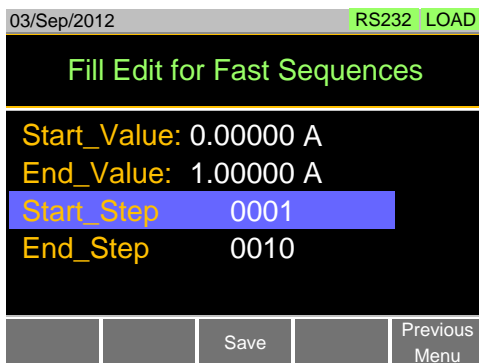 03/Sep/2012 RS232 LOAD
Fill Edit for Fast Sequences
Start_Value: 0.00000 A
End_Value: 1.00000 A
Start_Step 0001
End_Step 0010
Save Previous
Menu